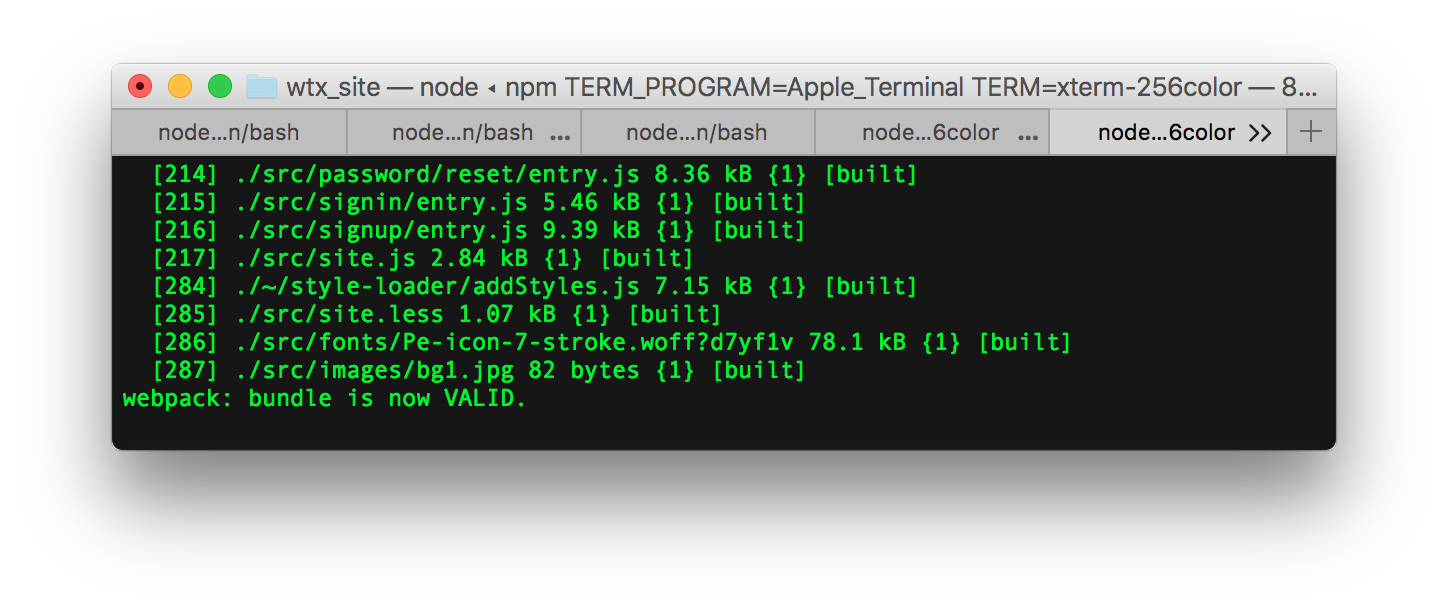 wtx_site — node ◂ npm TERM_PROGRAM=Apple_Terminal TERM=xterm-256color — 8...
node...n/bash node...n/bash ... node...n/bash node...6color ... node...6color >> +
[214] ./src/password/reset/entry.js 8.36 kB {1} [built]
[215] ./src/signin/entry.js 5.46 kB {1} [built]
[216] ./src/signup/entry.js 9.39 kB {1} [built]
[217] ./src/site.js 2.84 kB {1} [built]
[284] ./~/style-loader/addStyles.js 7.15 kB {1} [built]
[285] ./src/site.less 1.07 kB {1} [built]
[286] ./src/fonts/Pe-icon-7-stroke.woff?d7yf1v 78.1 kB {1} [built]
[287] ./src/images/bg1.jpg 82 bytes {1} [built]
webpack: bundle is now VALID.